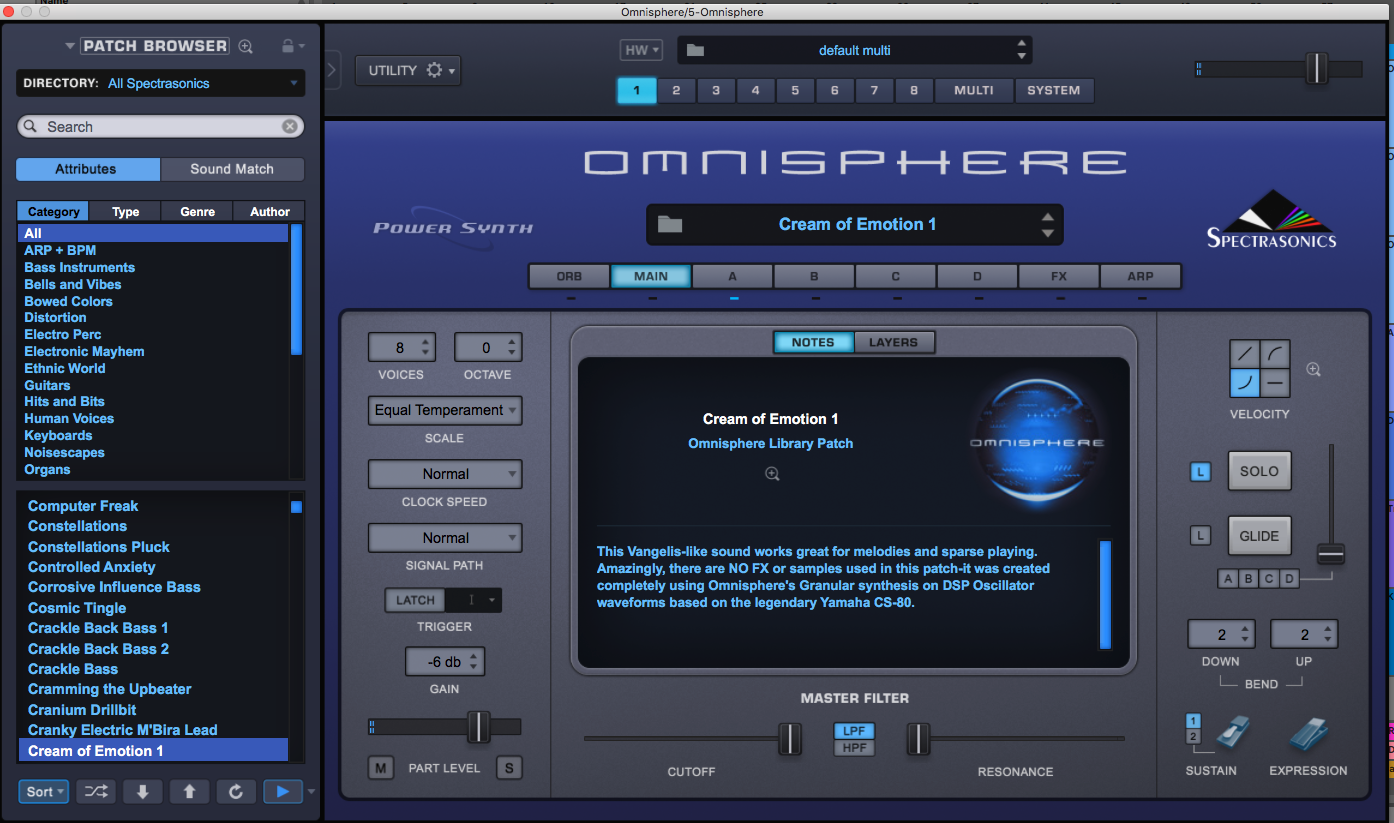 Omnisphere/5-Omnisphere
PATCH BROWSER
DIRECTORY: All Spectrasonics
Search
Attributes
Sound Match
Category
Type
Genre
Author
All
ARP + BPM
Bass Instruments
Bells and Vibes
Bowed Colors
Distortion
Electro Perc
Electronic Mayhem
Ethnic World
Guitars
Hits and Bits
Human Voices
Keyboards
Noisescapes
Organs
Computer Freak
Constellations
Constellations Pluck
Controlled Anxiety
Corrosive Influence Bass
Cosmic Tingle
Crackle Back Bass 1
Crackle Back Bass 2
Crackle Bass
Cramming the Upbeater
Cranium Drillbit
Cranky Electric M'Bira Lead
Cream of Emotion 1
Sort
UTILITY
HW
default multi
1 2 3 4 5 6 7 8 MULTI SYSTEM
OMNISPHERE
POWER SYNTH
Cream of Emotion 1
SPECTRASONICS
ORB MAIN A B C D FX ARP
8
VOICES
0
OCTAVE
Equal Temperament
SCALE
Normal
CLOCK SPEED
Normal
SIGNAL PATH
LATCH
TRIGGER
-6 db
GAIN
M PART LEVEL S
NOTES LAYERS
Cream of Emotion 1
Omnisphere Library Patch
OMNISPHERE
This Vangelis-like sound works great for melodies and sparse playing.
Amazingly, there are NO FX or samples used in this patch-it was created
completely using Omnisphere's Granular synthesis on DSP Oscillator
waveforms based on the legendary Yamaha CS-80.
MASTER FILTER
CUTOFF
LPF
HPF
RESONANCE
VELOCITY
L SOLO
L GLIDE
A B C D
2
DOWN
2
UP
BEND
1
2
SUSTAIN
EXPRESSION